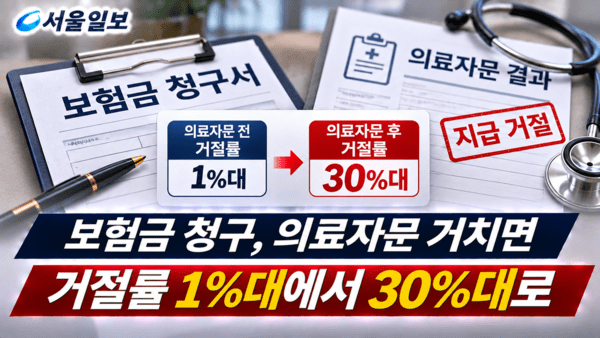 서울일보
보험금 청구서
의료자문 결과
지급 거절
의료자문 전
거절률
1%대
의료자문 후
거절률
30%대
보험금 청구, 의료자문 거치면
거절률 1%대에서 30%대로